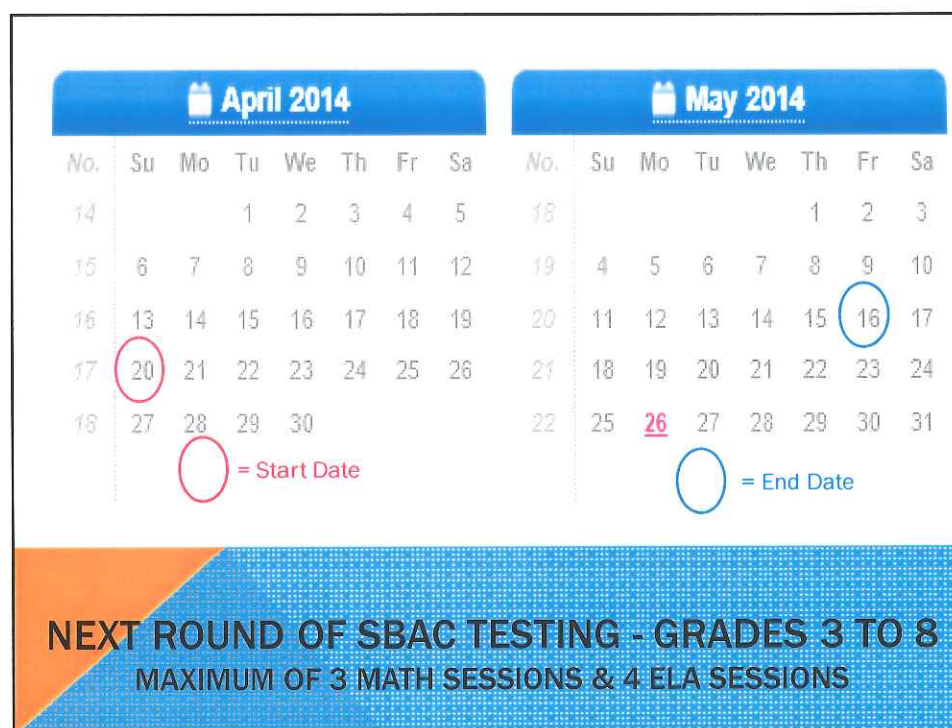 April 2014
No. Su Mo Tu We Th Fr Sa
14 1 2 3 4 5
15 6 7 8 9 10 11 12
16 13 14 15 16 17 18 19
17 20 21 22 23 24 25 26
18 27 28 29 30
= Start Date
May 2014
No. Su Mo Tu We Th Fr Sa
18 1 2 3
19 4 5 6 7 8 9 10
20 11 12 13 14 15 16 17
21 18 19 20 21 22 23 24
22 25 26 27 28 29 30 31
= End Date
NEXT ROUND OF SBAC TESTING - GRADES 3 TO 8
MAXIMUM OF 3 MATH SESSIONS & 4 ELA SESSIONS